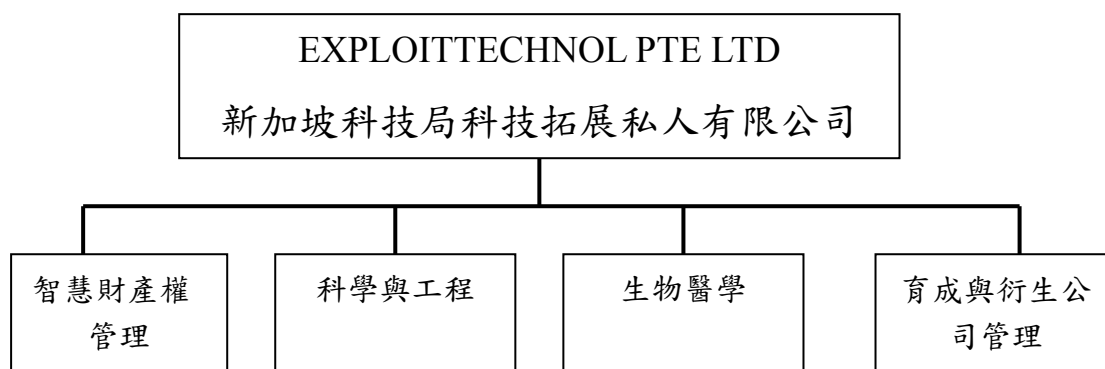 EXPLOITTECHNOL PTE LTD
新加坡科技局科技拓展私人有限公司
智慧財產權
管理
科學與工程
生物醫學
育成與衍生公
司管理